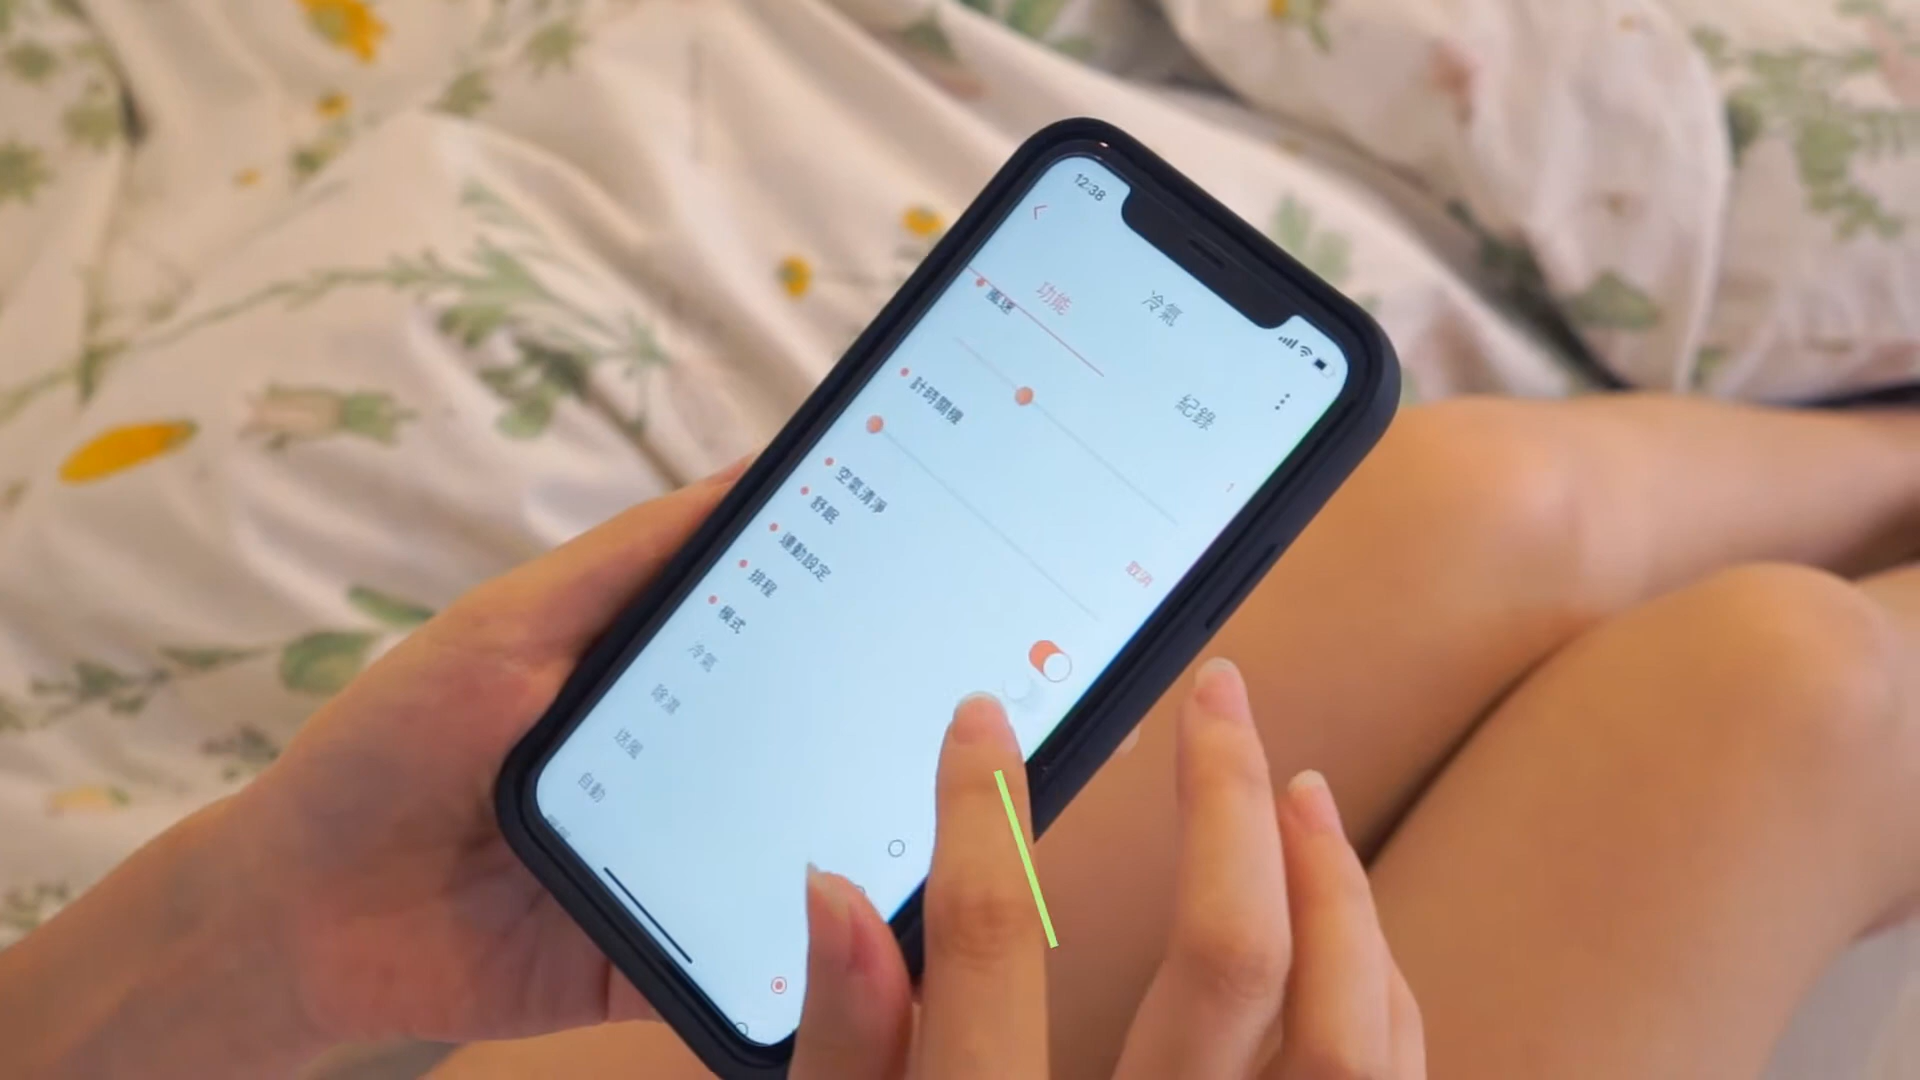 12:38
冷氣
功能
紀錄
風速
1
計時關機
取消
空氣清淨
舒眠
連動設定
排程
模式
冷氣
除濕
送風
自動